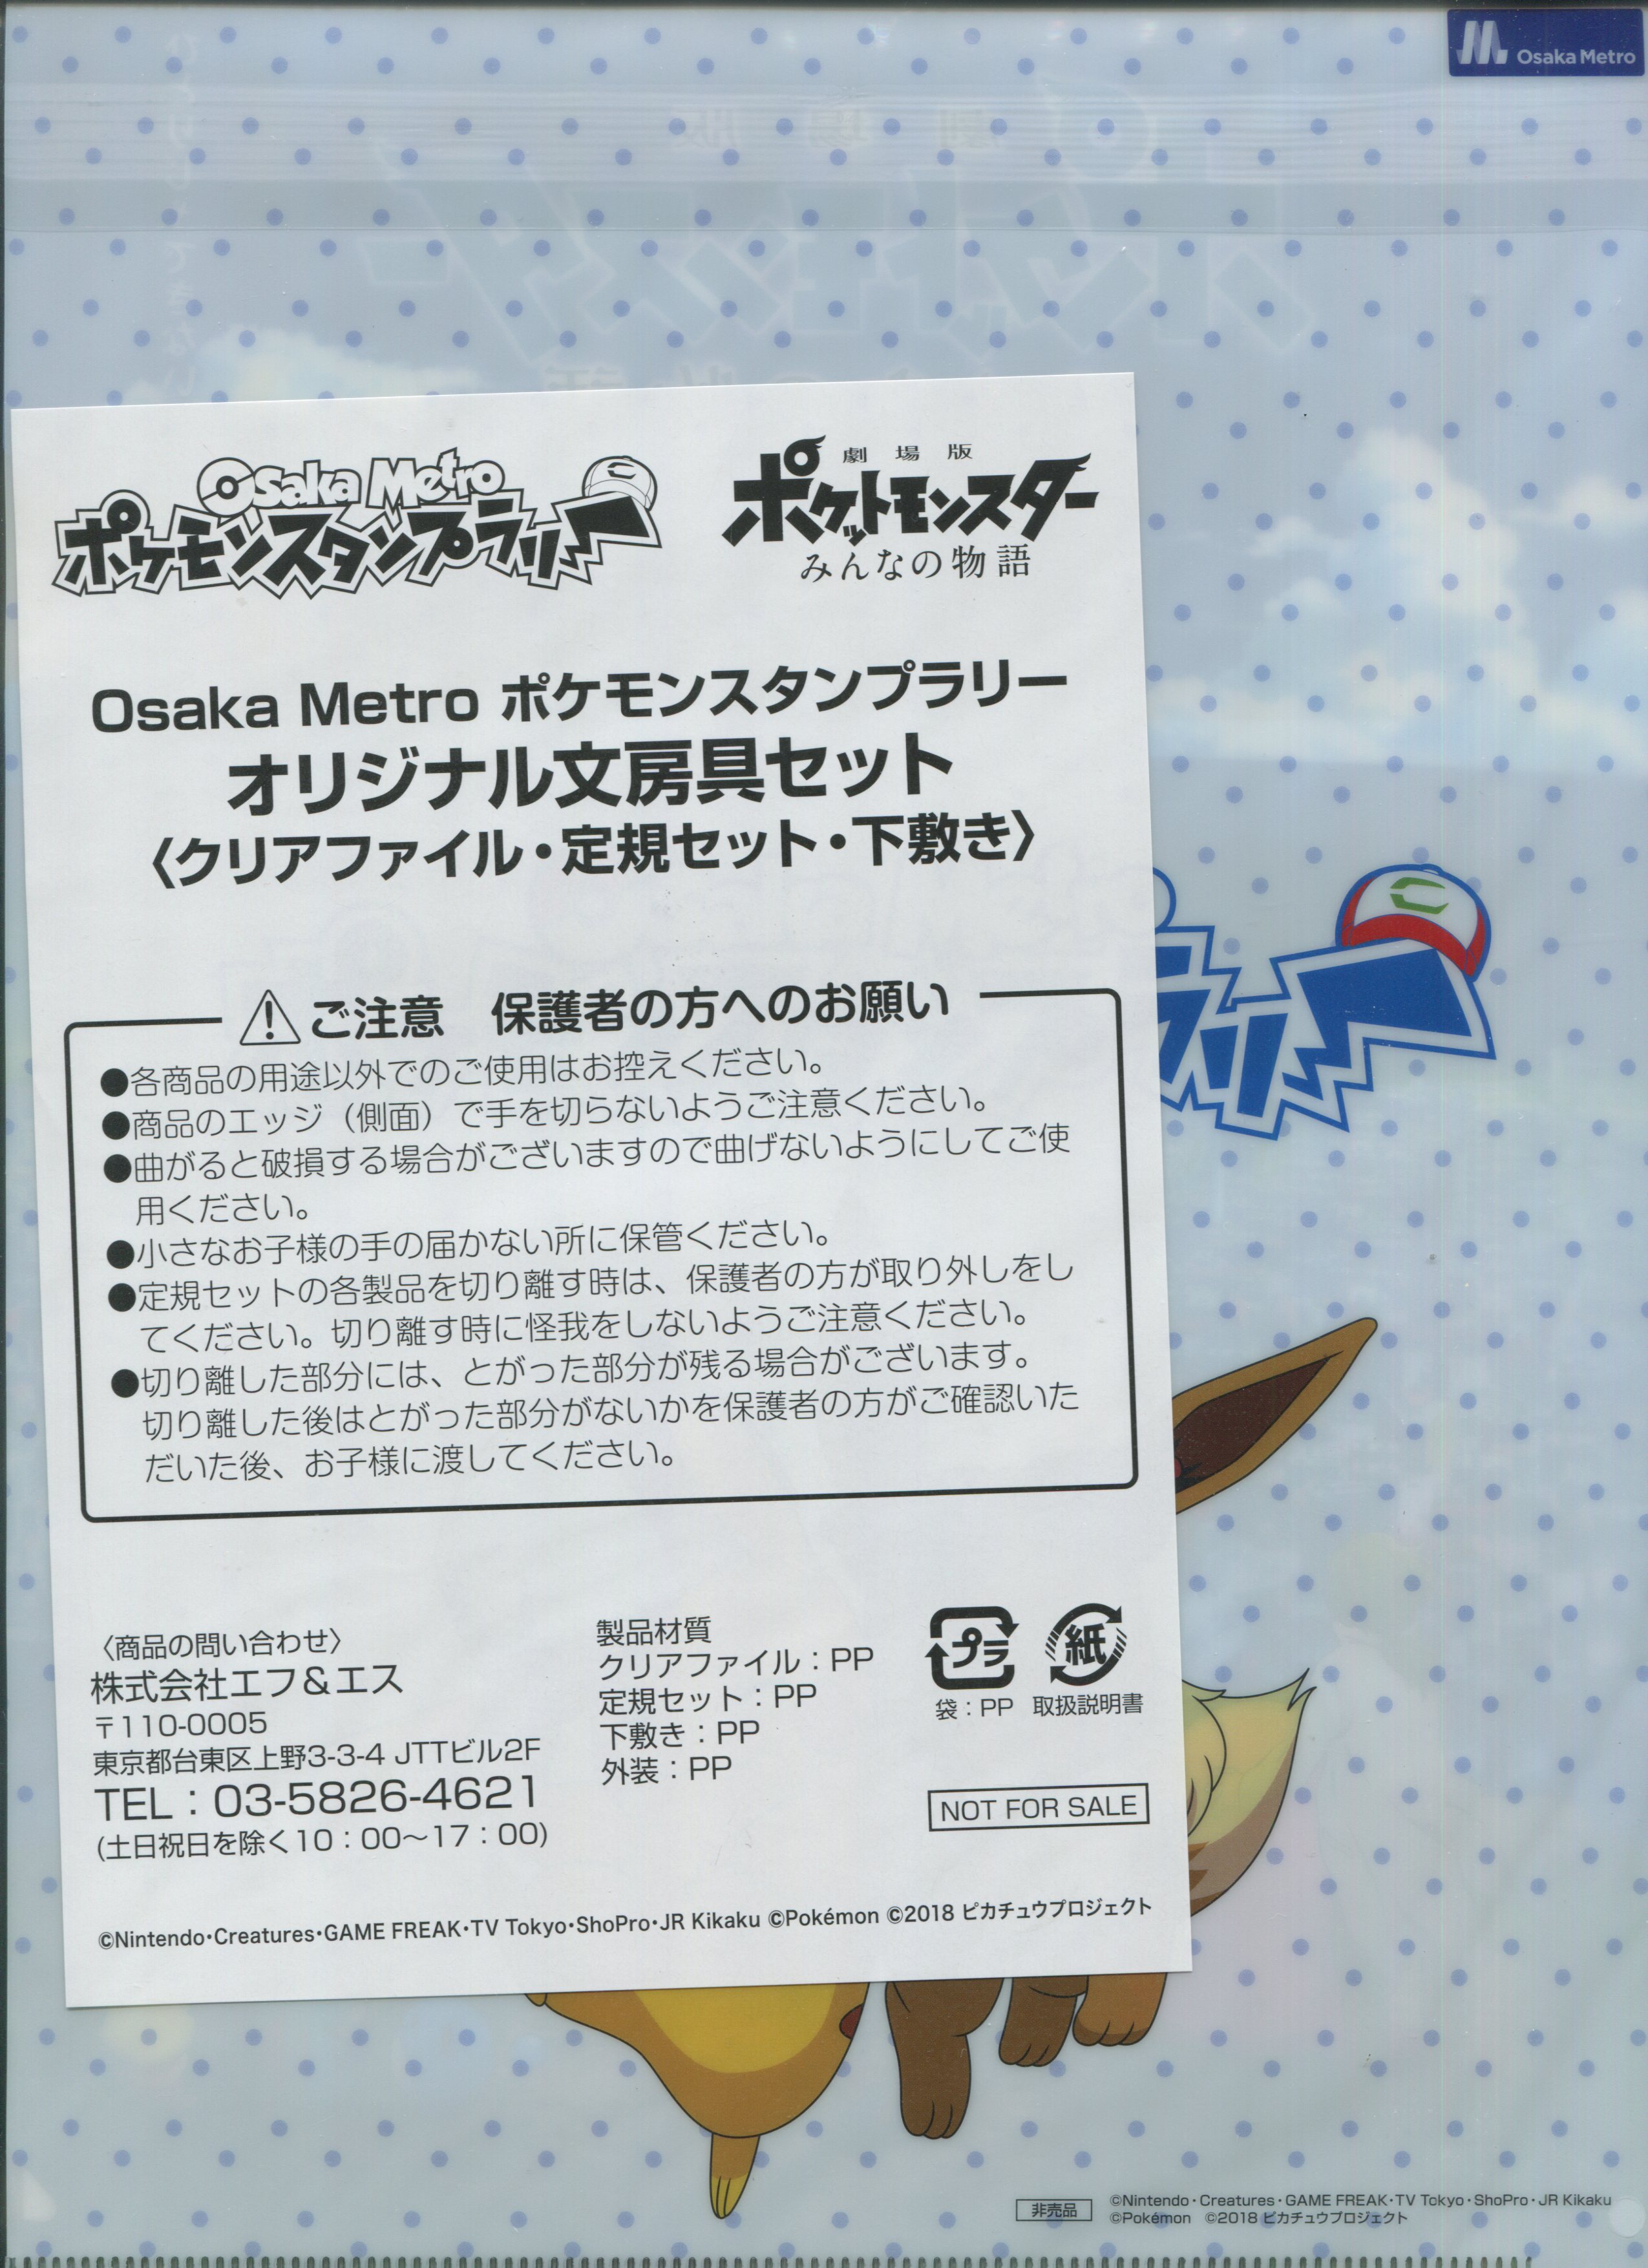 Osaka Metro
劇場版
Osaka Metro
ポケモンスタンプラリー
劇場版
ポケットモンスター
みんなの物語
Osaka Metro ポケモンスタンプラリー
オリジナル文房具セット
〈クリアファイル・定規セット・下敷き〉
ご注意 保護者の方へのお願い
●各商品の用途以外でのご使用はお控えください。
●商品のエッジ（側面）で手を切らないようご注意ください。
●曲がると破損する場合がございますので曲げないようにしてご使
用ください。
●小さなお子様の手の届かない所に保管ください。
●定規セットの各製品を切り離す時は、保護者の方が取り外しをし
てください。切り離す時に怪我をしないようご注意ください。
●切り離した部分には、とがった部分が残る場合がございます。
切り離した後はとがった部分がないかを保護者の方がご確認いた
だいた後、お子様に渡してください。
〈商品の問い合わせ〉
株式会社エフ&エス
〒110-0005
東京都台東区上野3-3-4 JTTビル2F
TEL：03-5826-4621
(土日祝日を除く10：00～17：00)
製品材質
クリアファイル：PP
定規セット：PP
下敷き：PP
外装：PP
プラ
袋：PP
紙
取扱説明書
NOT FOR SALE
©Nintendo・Creatures・GAME FREAK・TV Tokyo・ShoPro・JR Kikaku ©Pokémon ©2018 ピカチュウプロジェクト
ラリー
非売品
©Nintendo・Creatures・GAME FREAK・TV Tokyo・ShoPro・JR Kikaku
©Pokémon ©2018 ピカチュウプロジェクト